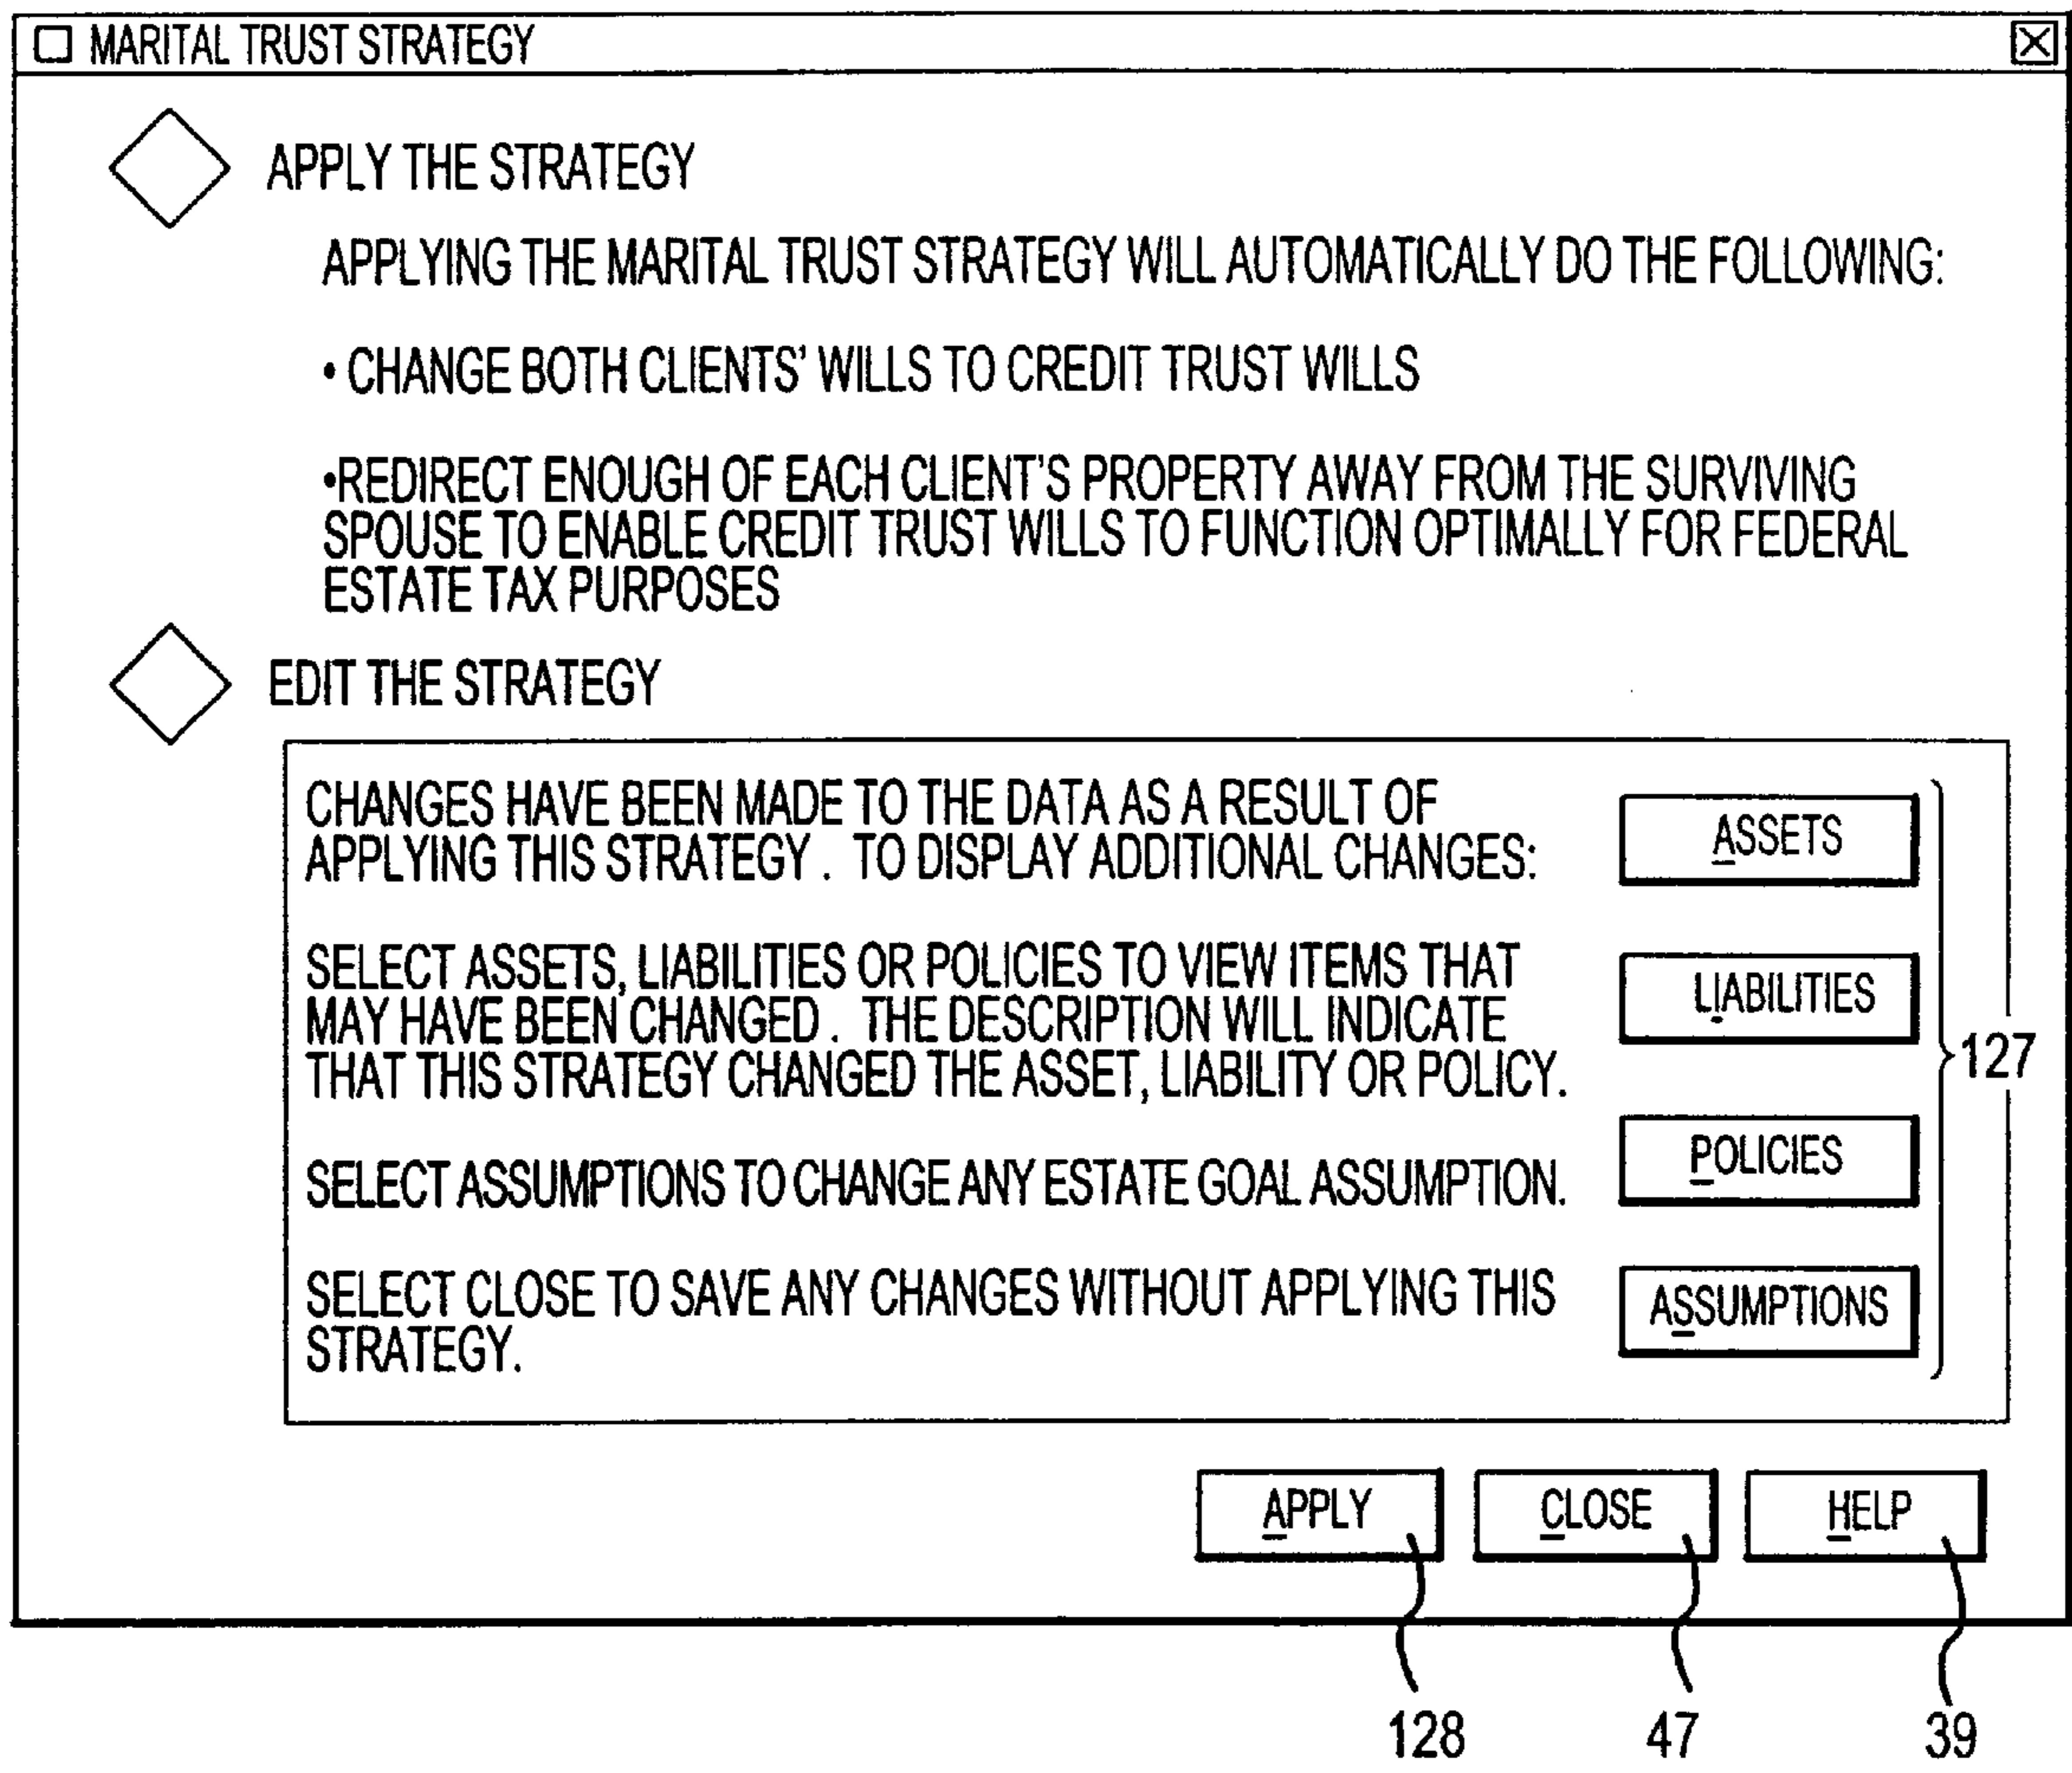 MARITAL TRUST STRATEGY
APPLY THE STRATEGY
APPLYING THE MARITAL TRUST STRATEGY WILL AUTOMATICALLY DO THE FOLLOWING:
• CHANGE BOTH CLIENTS' WILLS TO CREDIT TRUST WILLS
•REDIRECT ENOUGH OF EACH CLIENT'S PROPERTY AWAY FROM THE SURVIVING
SPOUSE TO ENABLE CREDIT TRUST WILLS TO FUNCTION OPTIMALLY FOR FEDERAL
ESTATE TAX PURPOSES
EDIT THE STRATEGY
CHANGES HAVE BEEN MADE TO THE DATA AS A RESULT OF
APPLYING THIS STRATEGY . TO DISPLAY ADDITIONAL CHANGES:
ASSETS
SELECT ASSETS, LIABILITIES OR POLICIES TO VIEW ITEMS THAT
MAY HAVE BEEN CHANGED . THE DESCRIPTION WILL INDICATE
THAT THIS STRATEGY CHANGED THE ASSET, LIABILITY OR POLICY.
LIABILITIES
127
SELECT ASSUMPTIONS TO CHANGE ANY ESTATE GOAL ASSUMPTION.
POLICIES
SELECT CLOSE TO SAVE ANY CHANGES WITHOUT APPLYING THIS
STRATEGY.
ASSUMPTIONS
APPLY
CLOSE
HELP
128
47
39